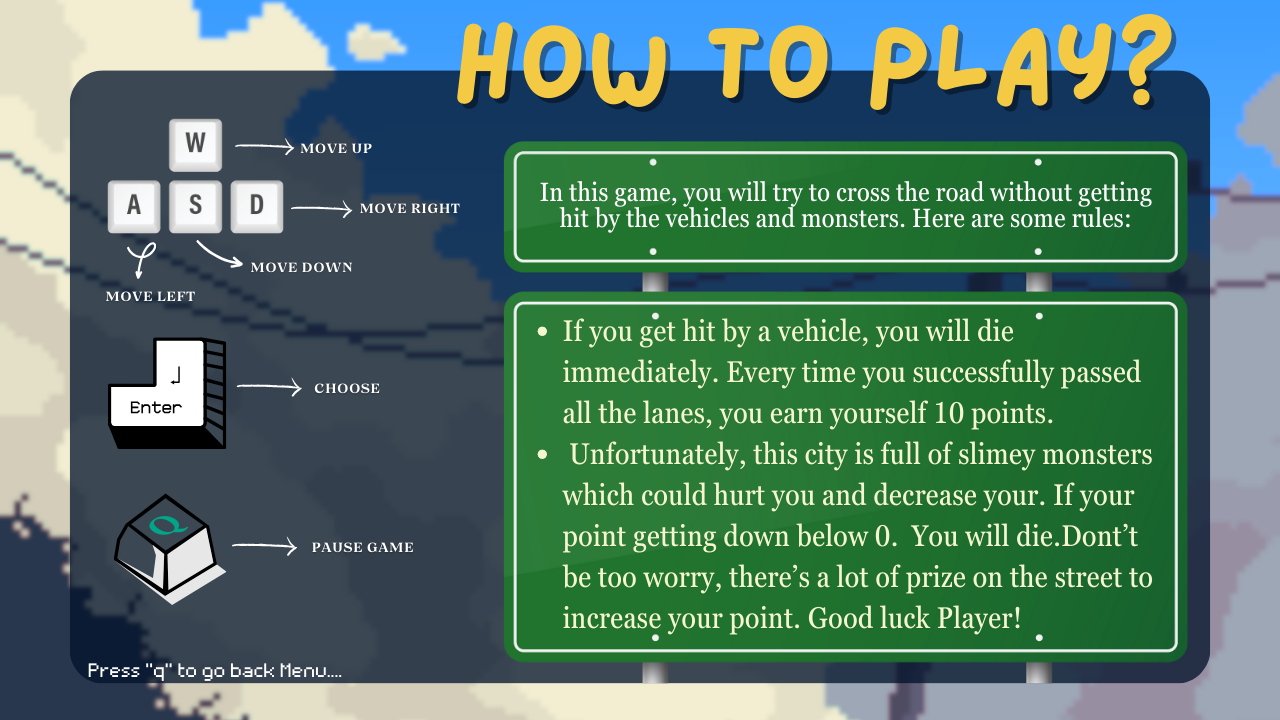 HOW TO PLAY?
W
MOVE UP
A S D
MOVE RIGHT
MOVE DOWN
MOVE LEFT
Enter
CHOOSE
Q
PAUSE GAME
Press "q" to go back Menu....
In this game, you will try to cross the road without getting
hit by the vehicles and monsters. Here are some rules:
• If you get hit by a vehicle, you will die
immediately. Every time you successfully passed
all the lanes, you earn yourself 10 points.
• Unfortunately, this city is full of slimey monsters
which could hurt you and decrease your. If your
point getting down below 0. You will die.Dont’t
be too worry, there’s a lot of prize on the street to
increase your point. Good luck Player!